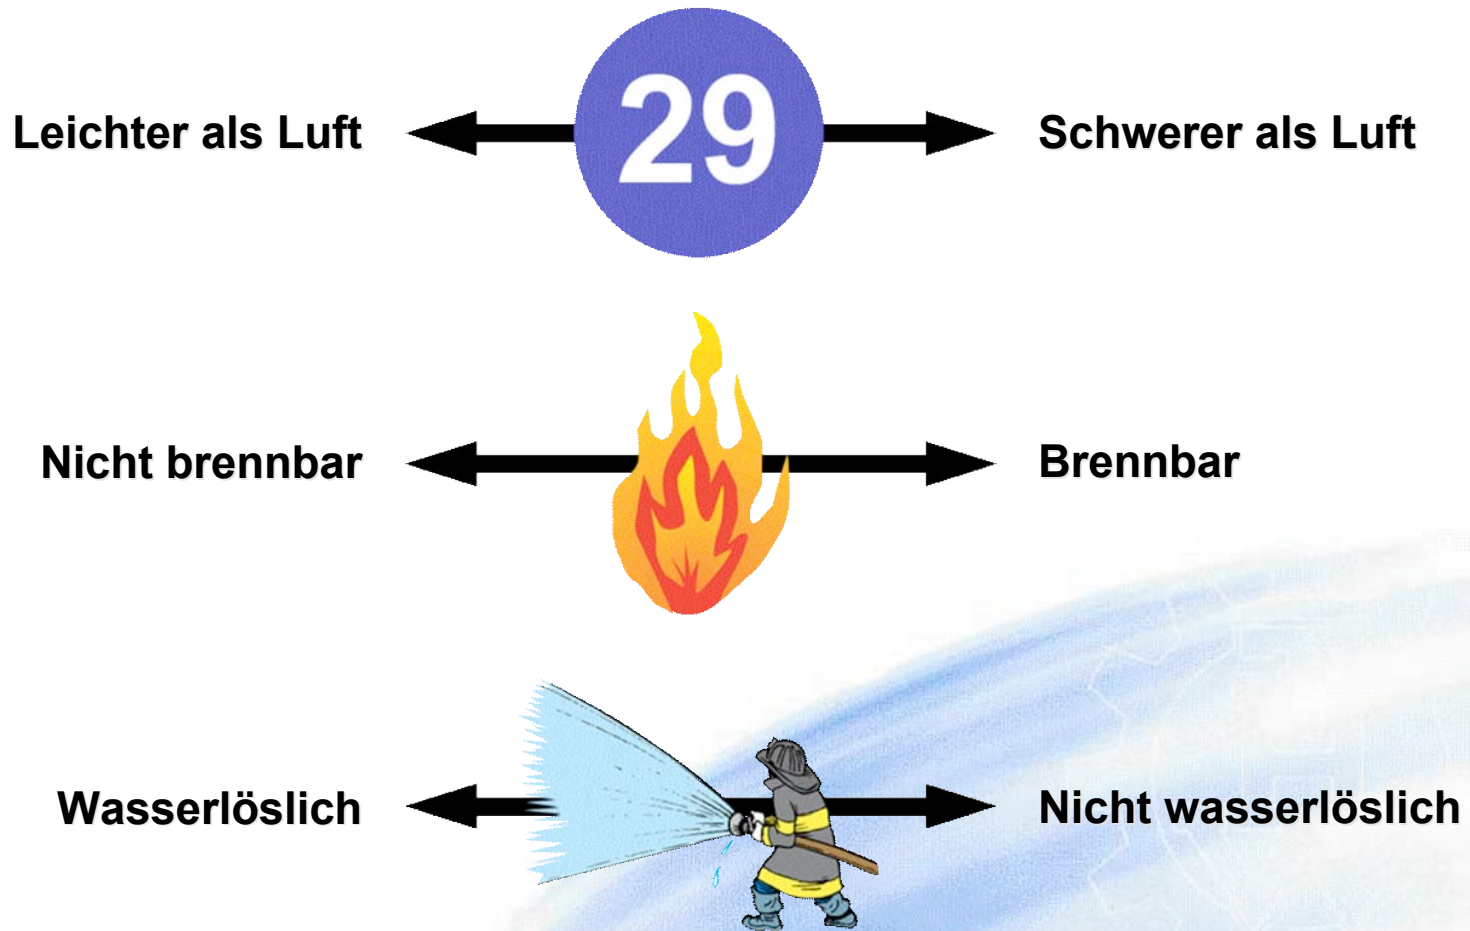 Leichter als Luft 29 Schwerer als Luft
Nicht brennbar Brennbar
Wasserlöslich Nicht wasserlöslich